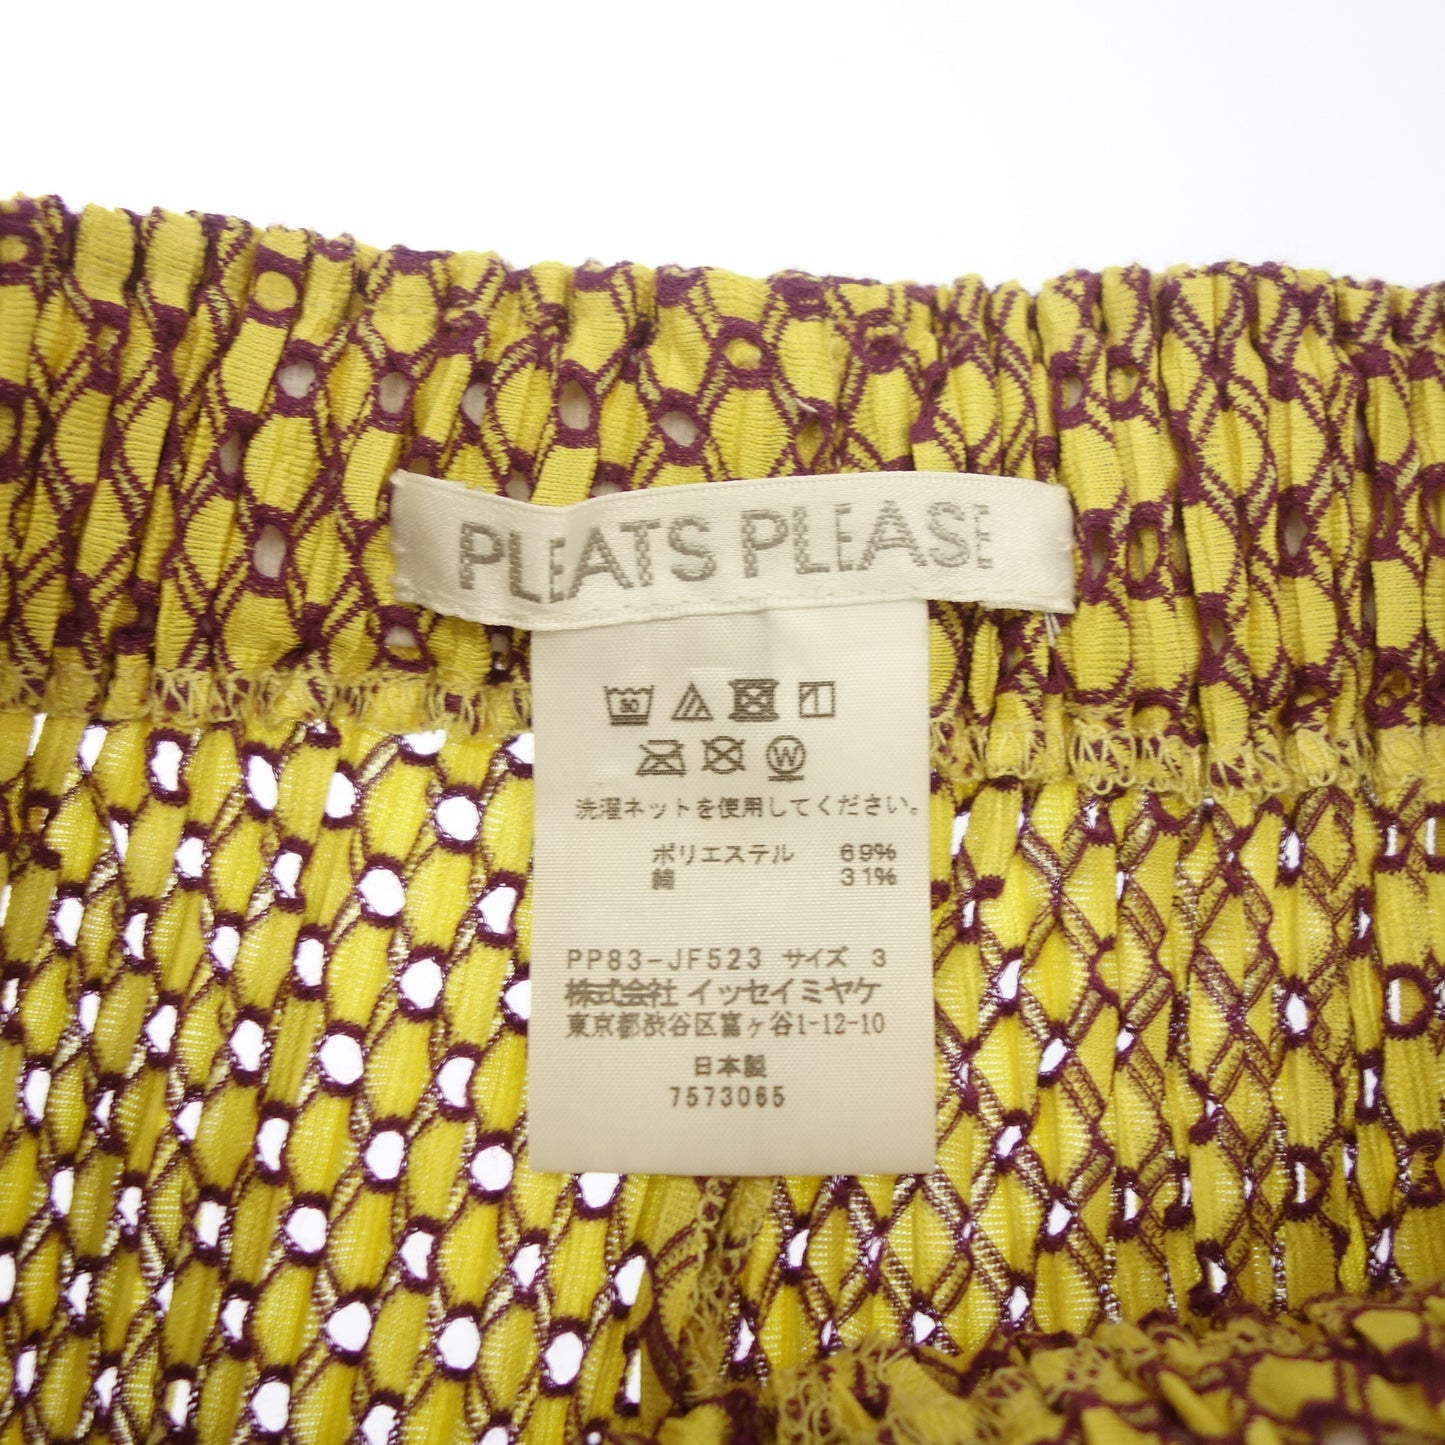 PLEATS PLEASE
30
W
洗濯ネットを使用してください。
ポリエステル 69%
綿 31%
PP83-JF523 サイズ 3
株式会社 イッセイミヤケ
東京都渋谷区富ヶ谷1-12-10
日本製
7573065